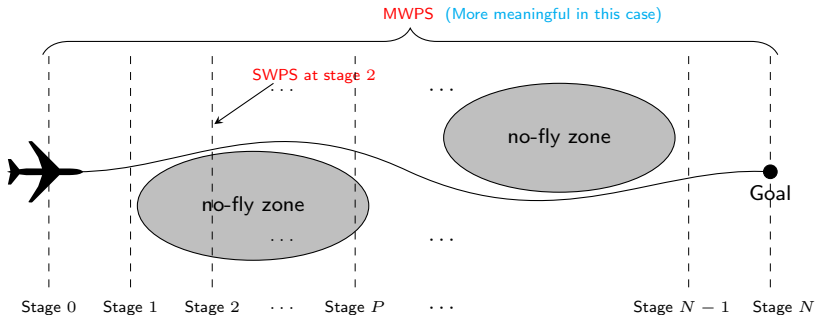 MWPS (More meaningful in this case)
SWPS at stage 2
... ...
no-fly zone
no-fly zone
Goal
... ...
Stage 0 Stage 1 Stage 2 ... Stage P ... Stage N − 1 Stage N